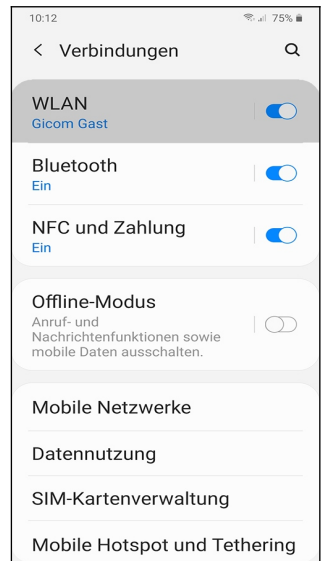 10:12
75%
Verbindungen
WLAN
Gicom Gast
Bluetooth
Ein
NFC und Zahlung
Ein
Offline-Modus
Anruf- und
Nachrichtenfunktionen sowie
mobile Daten ausschalten.
Mobile Netzwerke
Datennutzung
SIM-Kartenverwaltung
Mobile Hotspot und Tethering